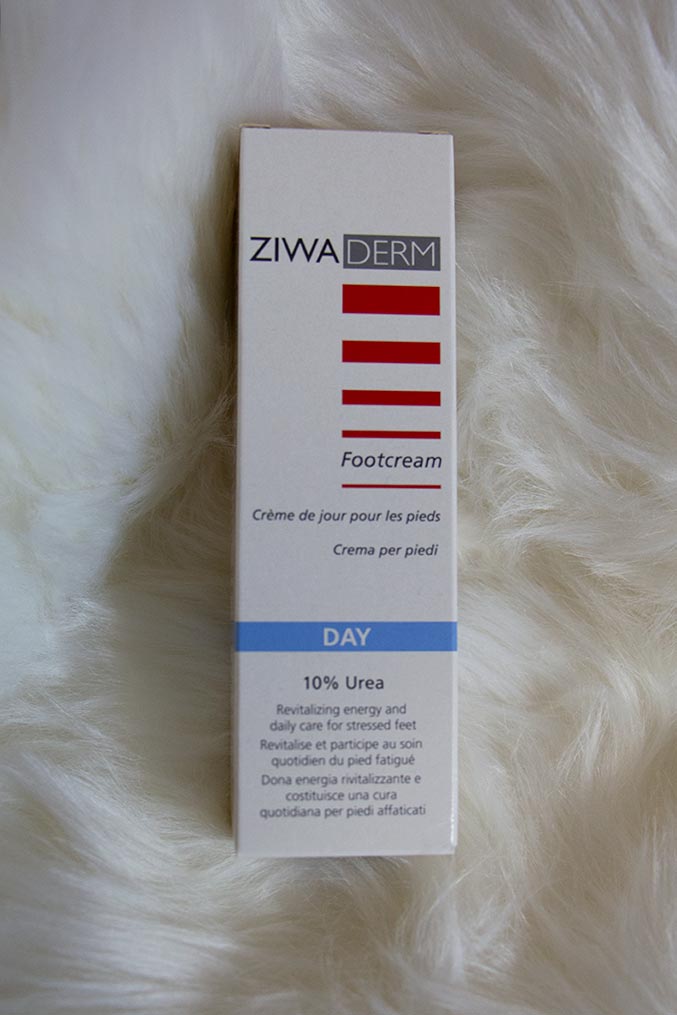 ZIWADERM
Footcream
Crème de jour pour les pieds
Crema per piedi
DAY
10% Urea
Revitalizing energy and
daily care for stressed feet
Revitalise et participe au soin
quotidien du pied fatigué
Dona energia rivitalizzante e
costituisce una cura
quotidiana per piedi affaticati